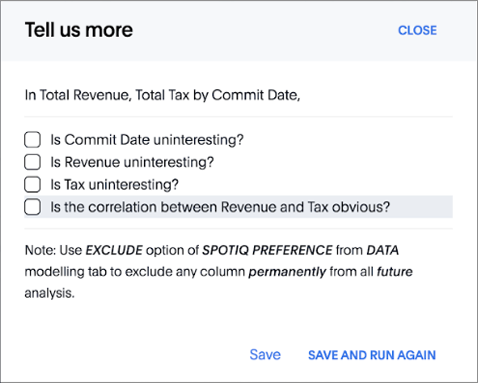 Tell us more
CLOSE
In Total Revenue, Total Tax by Commit Date,
Is Commit Date uninteresting?
Is Revenue uninteresting?
Is Tax uninteresting?
Is the correlation between Revenue and Tax obvious?
Note: Use EXCLUDE option of SPOTIQ PREFERENCE from DATA
modelling tab to exclude any column permanently from all future
analysis.
Save
SAVE AND RUN AGAIN